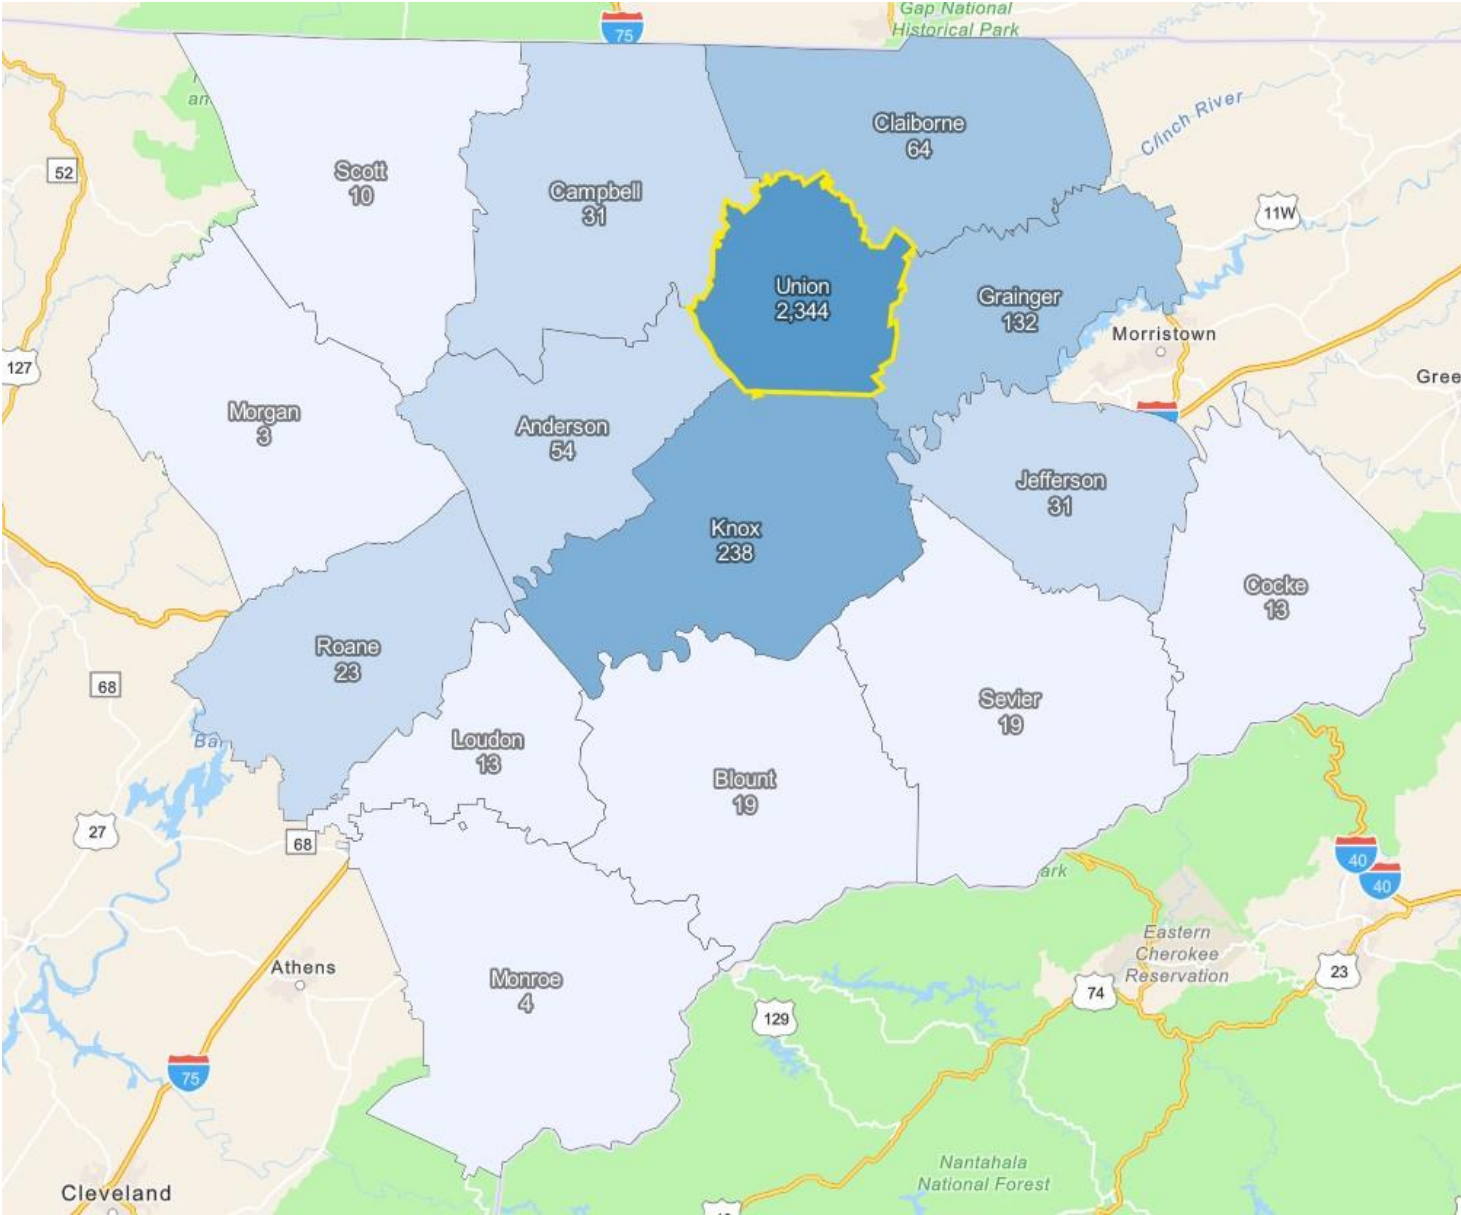 Gap National
Historical Park
75
an
52
Scott
10
Campbell
31
Claiborne
64
Clinch River
11W
Union
2,344
Grainger
132
Morristown
127
Gree
Morgan
3
Anderson
54
Jefferson
31
Knox
238
Cocke
13
Roane
23
68
Sevier
19
Loudon
13
Ba
Blount
19
27
68
40
40
ark
Eastern
Cherokee
Reservation
Athens
Monroe
4
23
74
129
75
Nantahala
National Forest
Cleveland